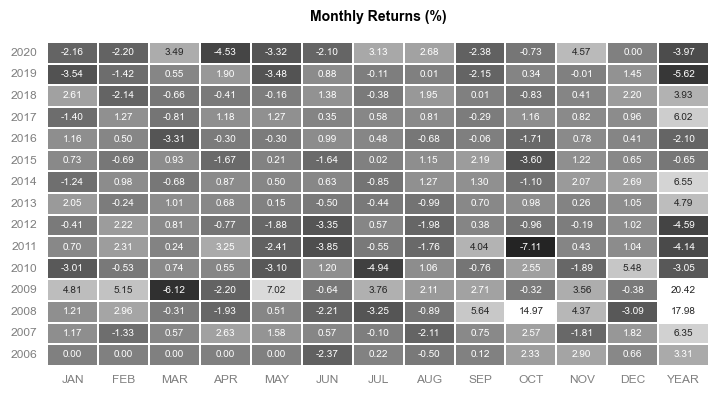 Monthly Returns (%)
2020 -2.16 -2.20 3.49 -4.53 -3.32 -2.10 3.13 2.68 -2.38 -0.73 4.57 0.00 -3.97
2019 -3.54 -1.42 0.55 1.90 -3.48 0.88 -0.11 0.01 -2.15 0.34 -0.01 1.45 -5.62
2018 2.61 -2.14 -0.66 -0.41 -0.16 1.38 -0.38 1.95 0.01 -0.83 0.41 2.20 3.93
2017 -1.40 1.27 -0.81 1.18 1.27 0.35 0.58 0.81 -0.29 1.16 0.82 0.96 6.02
2016 1.16 0.50 -3.31 -0.30 -0.30 0.99 0.48 -0.68 -0.06 -1.71 0.78 0.41 -2.10
2015 0.73 -0.69 0.93 -1.67 0.21 -1.64 0.02 1.15 2.19 -3.60 1.22 0.65 -0.65
2014 -1.24 0.98 -0.68 0.87 0.50 0.63 -0.85 1.27 1.30 -1.10 2.07 2.69 6.55
2013 2.05 -0.24 1.01 0.68 0.15 -0.50 -0.44 -0.99 0.70 0.98 0.26 1.05 4.79
2012 -0.41 2.22 0.81 -0.77 -1.88 -3.35 0.57 -1.98 0.38 -0.96 -0.19 1.02 -4.59
2011 0.70 2.31 0.24 3.25 -2.41 -3.85 -0.55 -1.76 4.04 -7.11 0.43 1.04 -4.14
2010 -3.01 -0.53 0.74 0.55 -3.10 1.20 -4.94 1.06 -0.76 2.55 -1.89 5.48 -3.05
2009 4.81 5.15 -6.12 -2.20 7.02 -0.64 3.76 2.11 2.71 -0.32 3.56 -0.38 20.42
2008 1.21 2.96 -0.31 -1.93 0.51 -2.21 -3.25 -0.89 5.64 14.97 4.37 -3.09 17.98
2007 1.17 -1.33 0.57 2.63 1.58 0.57 -0.10 -2.11 0.75 2.57 -1.81 1.82 6.35
2006 0.00 0.00 0.00 0.00 0.00 -2.37 0.22 -0.50 0.12 2.33 2.90 0.66 3.31
JAN FEB MAR APR MAY JUN JUL AUG SEP OCT NOV DEC YEAR